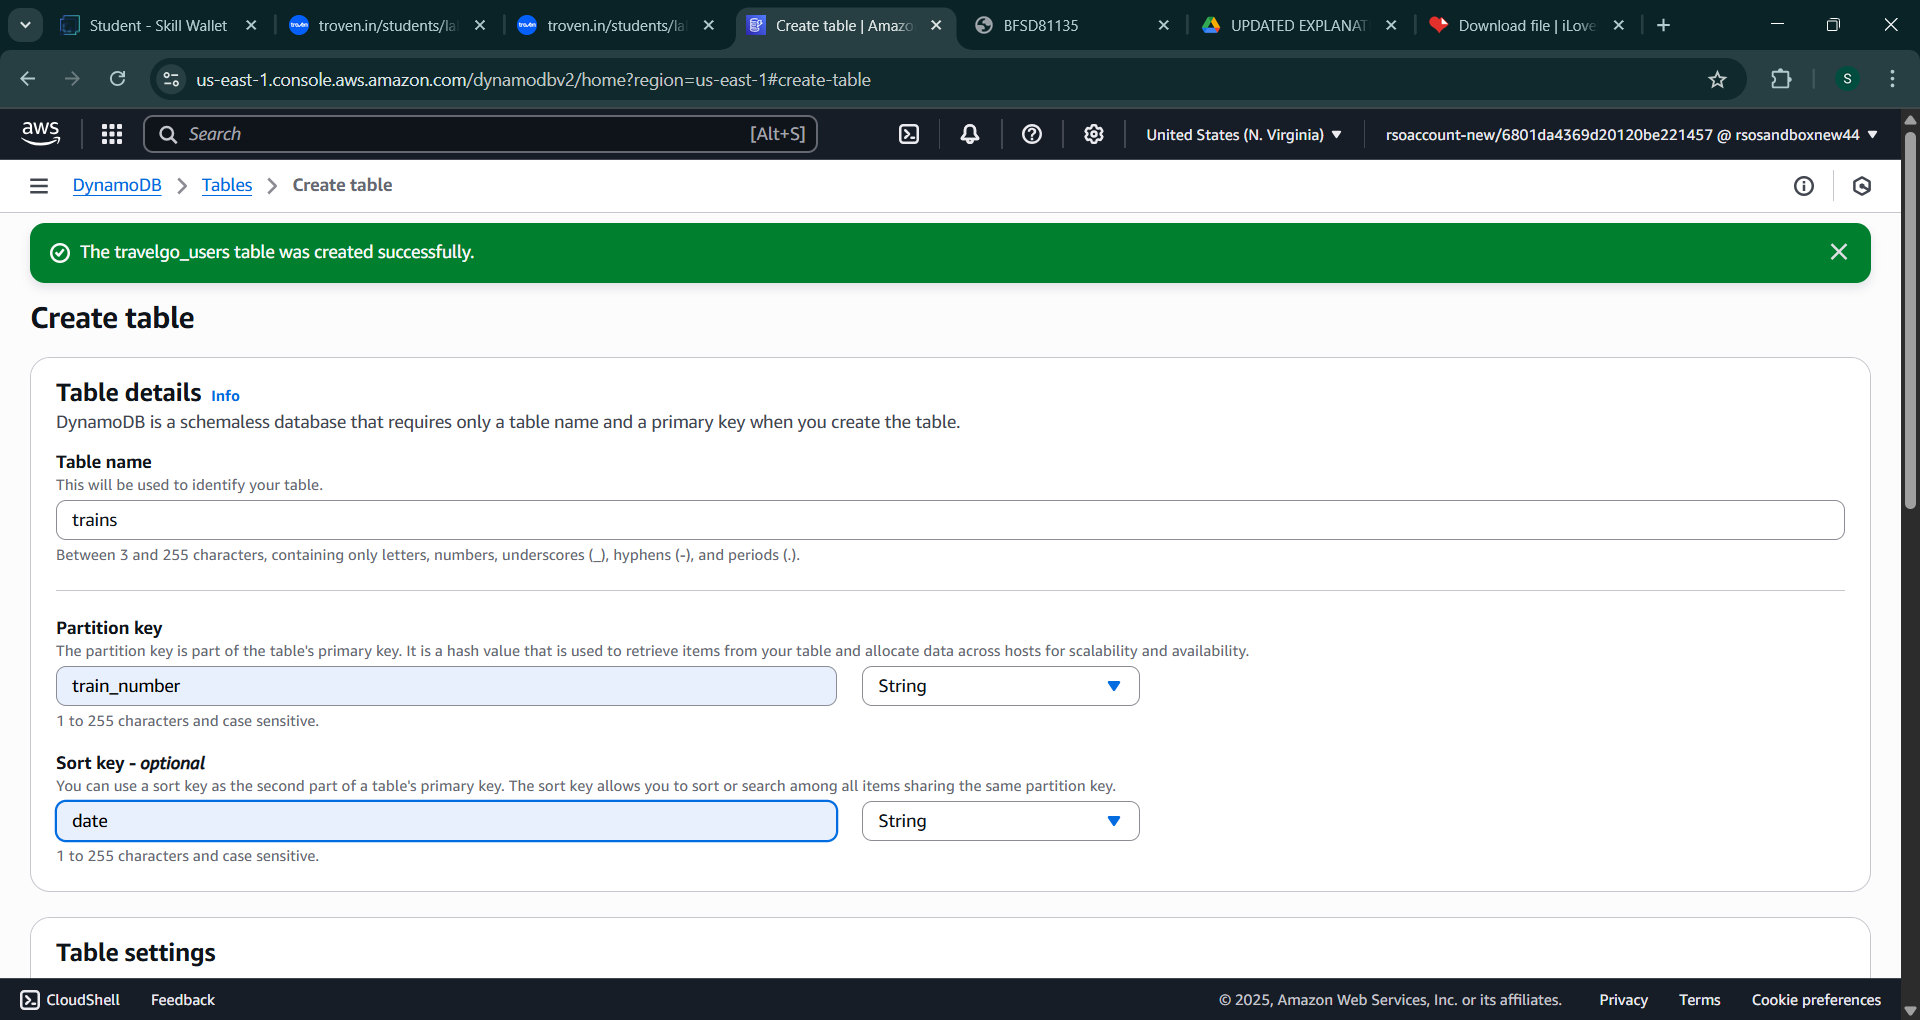 Student - Skill Wallet
troven.in/students/la
troven.in/students/la
Create table | Amazo
BFSD81135
UPDATED EXPLANAT
Download file | iLove
us-east-1.console.aws.amazon.com/dynamodbv2/home?region=us-east-1#create-table
S
aws
Search
[Alt+S]
United States (N. Virginia)
rsoaccount-new/6801da4369d20120be221457 @ rsosandboxnew44
DynamoDB
Tables
Create table
The travelgo_users table was created successfully.
Create table
Table details Info
DynamoDB is a schemaless database that requires only a table name and a primary key when you create the table.
Table name
This will be used to identify your table.
trains
Between 3 and 255 characters, containing only letters, numbers, underscores (_), hyphens (-), and periods (.).
Partition key
The partition key is part of the table's primary key. It is a hash value that is used to retrieve items from your table and allocate data across hosts for scalability and availability.
train_number
String
1 to 255 characters and case sensitive.
Sort key - optional
You can use a sort key as the second part of a table's primary key. The sort key allows you to sort or search among all items sharing the same partition key.
date
String
1 to 255 characters and case sensitive.
Table settings
CloudShell
Feedback
© 2025, Amazon Web Services, Inc. or its affiliates.
Privacy
Terms
Cookie preferences